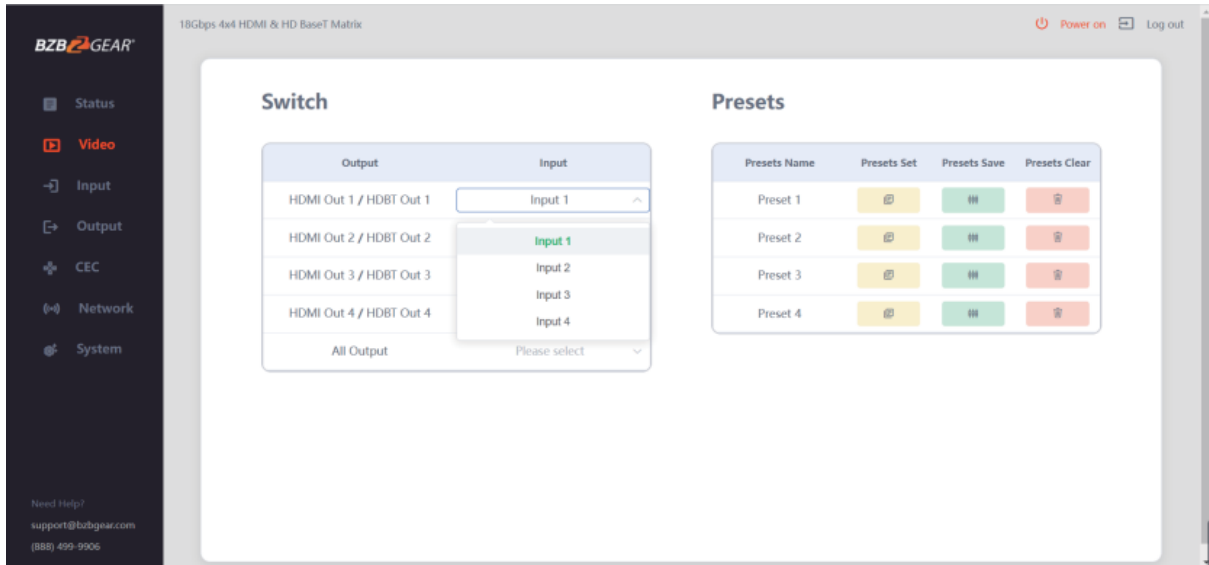 18Gbps 4x4 HDMI & HD BaseT Matrix
Power on
Log out
BZBGEAR
Status
Video
Input
Output
CEC
Network
System
Need Help?
support@bzbgear.com
(888) 499-9906
Switch
Output Input
HDMI Out 1 / HDBT Out 1 Input 1
HDMI Out 2 / HDBT Out 2
HDMI Out 3 / HDBT Out 3
HDMI Out 4 / HDBT Out 4
Input 1
Input 2
Input 3
Input 4
All Output Please select
Presets
Presets Name Presets Set Presets Save Presets Clear
Preset 1
Preset 2
Preset 3
Preset 4